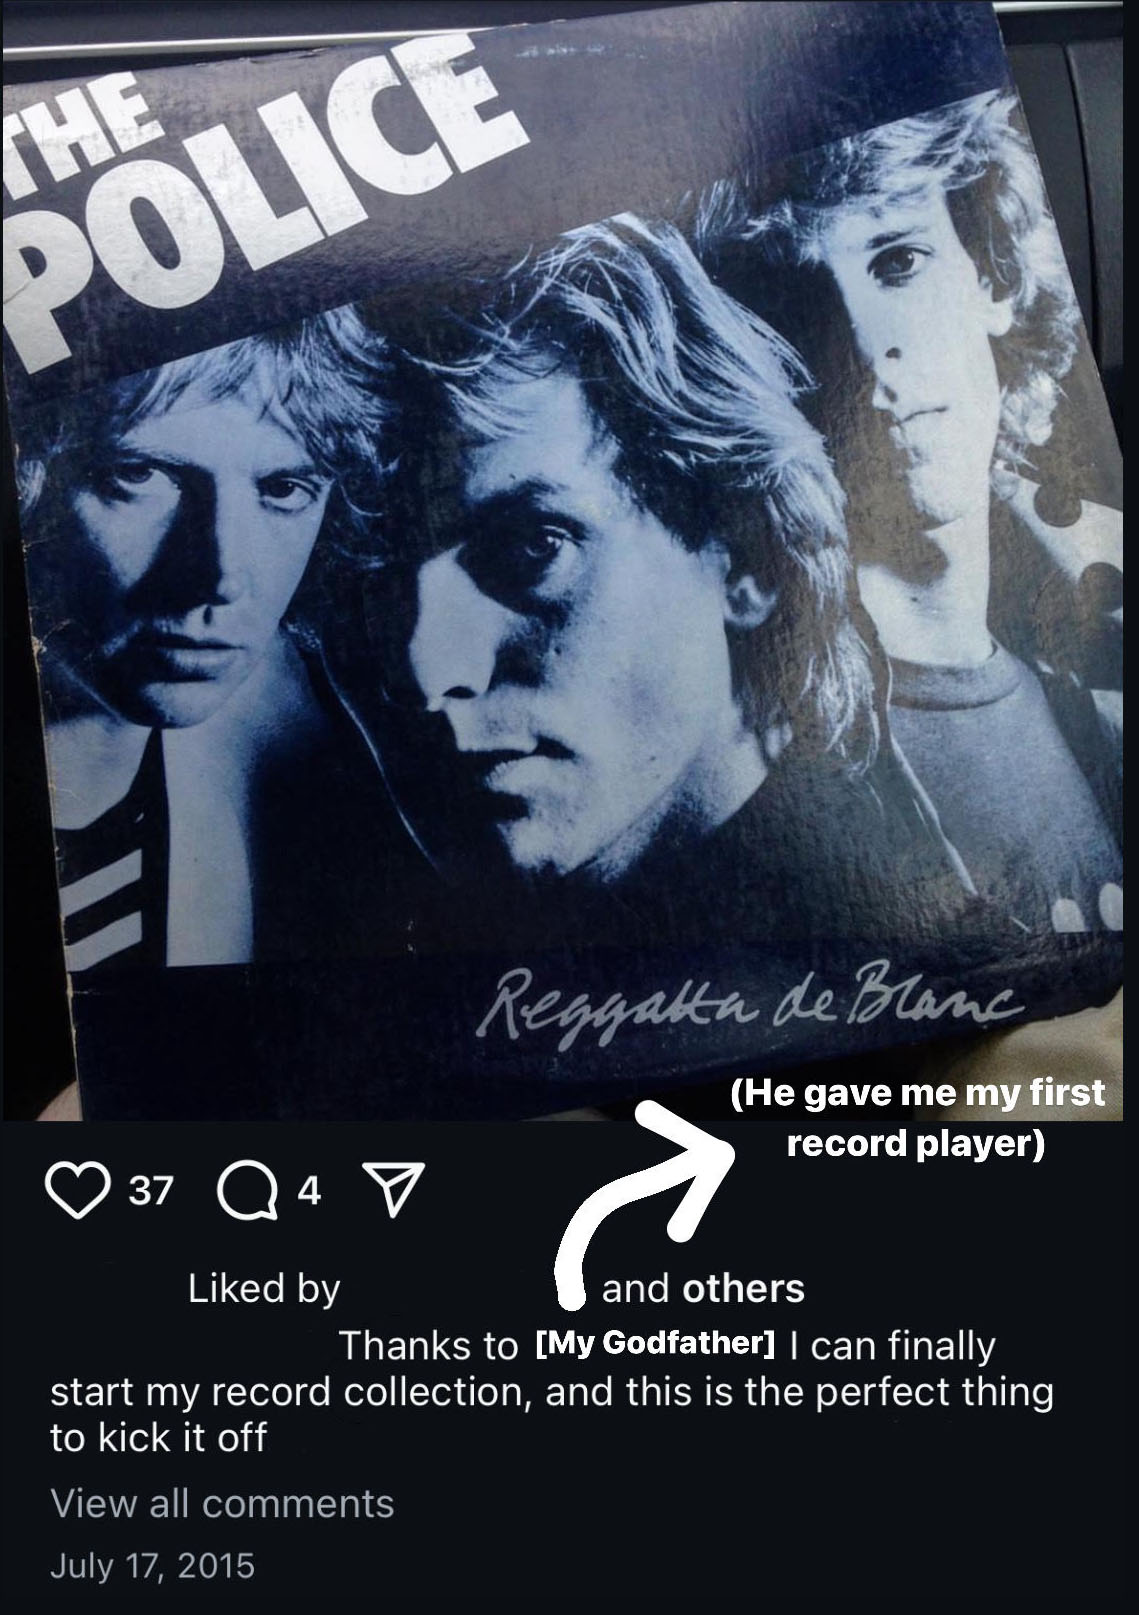 THE
POLICE
Reggatta de Blanc
(He gave me my first
record player)
37 4
Liked by and others
Thanks to [My Godfather] I can finally
start my record collection, and this is the perfect thing
to kick it off
View all comments
July 17, 2015